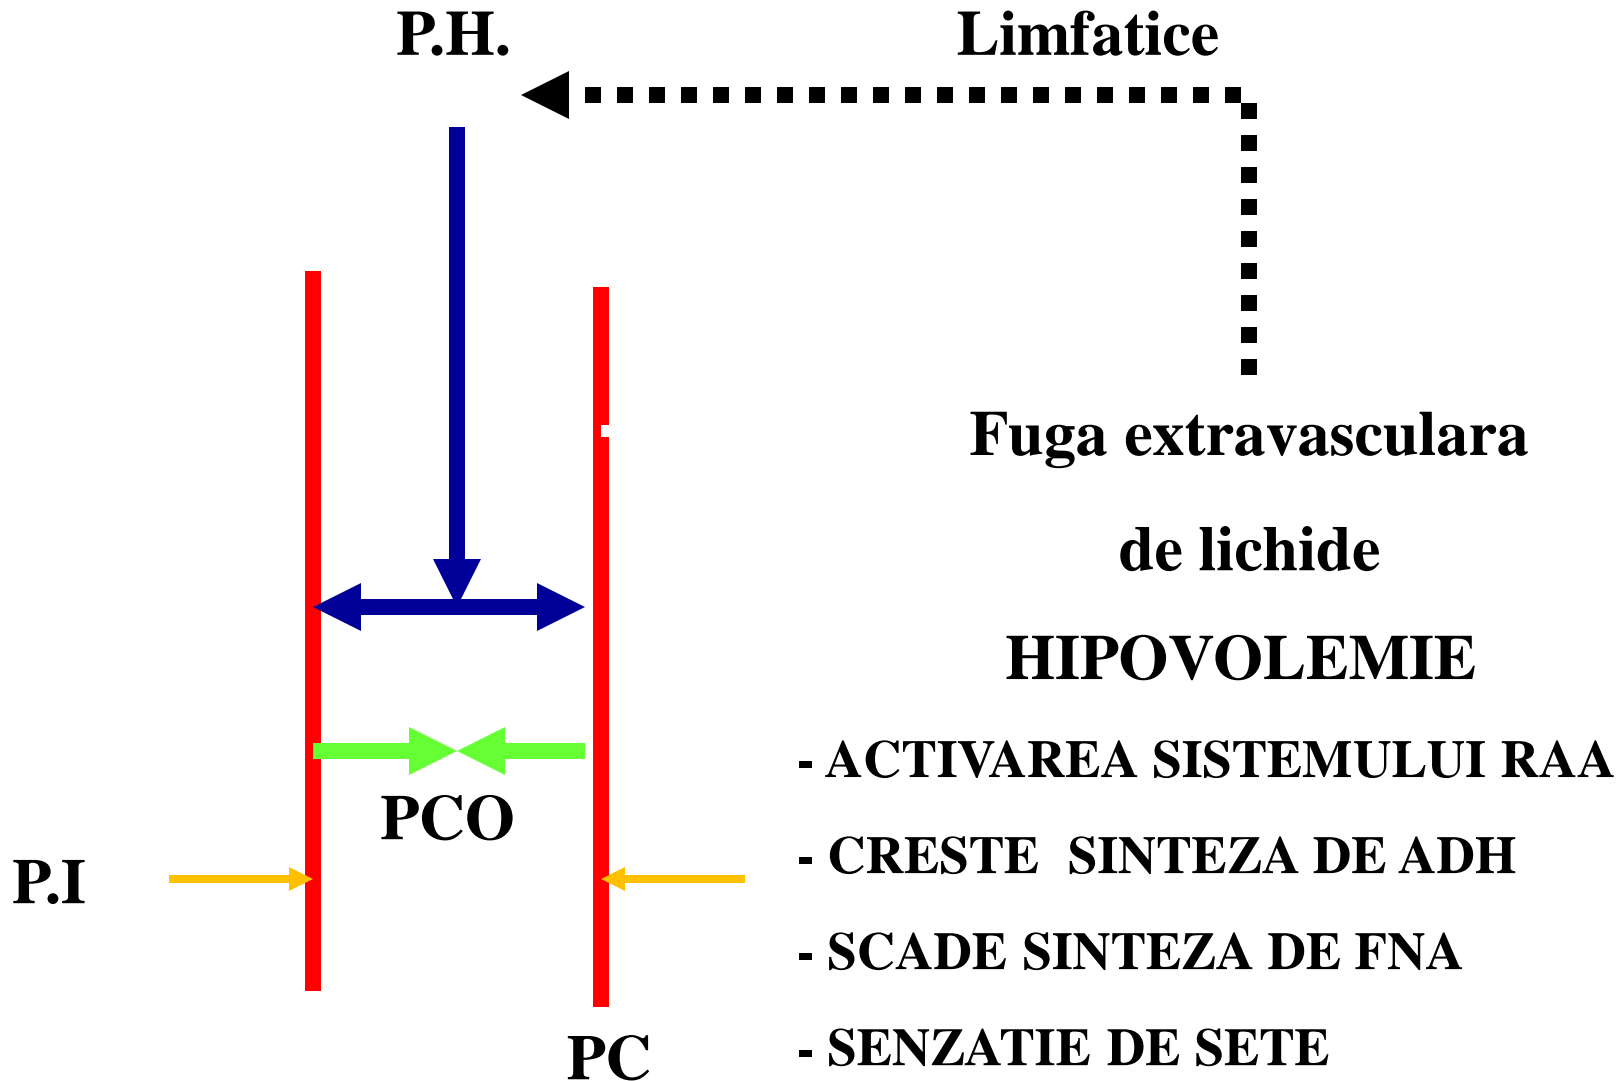 P.H.
Limfatice
Fuga extravasculara
de lichide
HIPOVOLEMIE
- ACTIVAREA SISTEMULUI RAA
PCO
- CRESTE SINTEZA DE ADH
P.I
- SCADE SINTEZA DE FNA
- SENZATIE DE SETE
PC